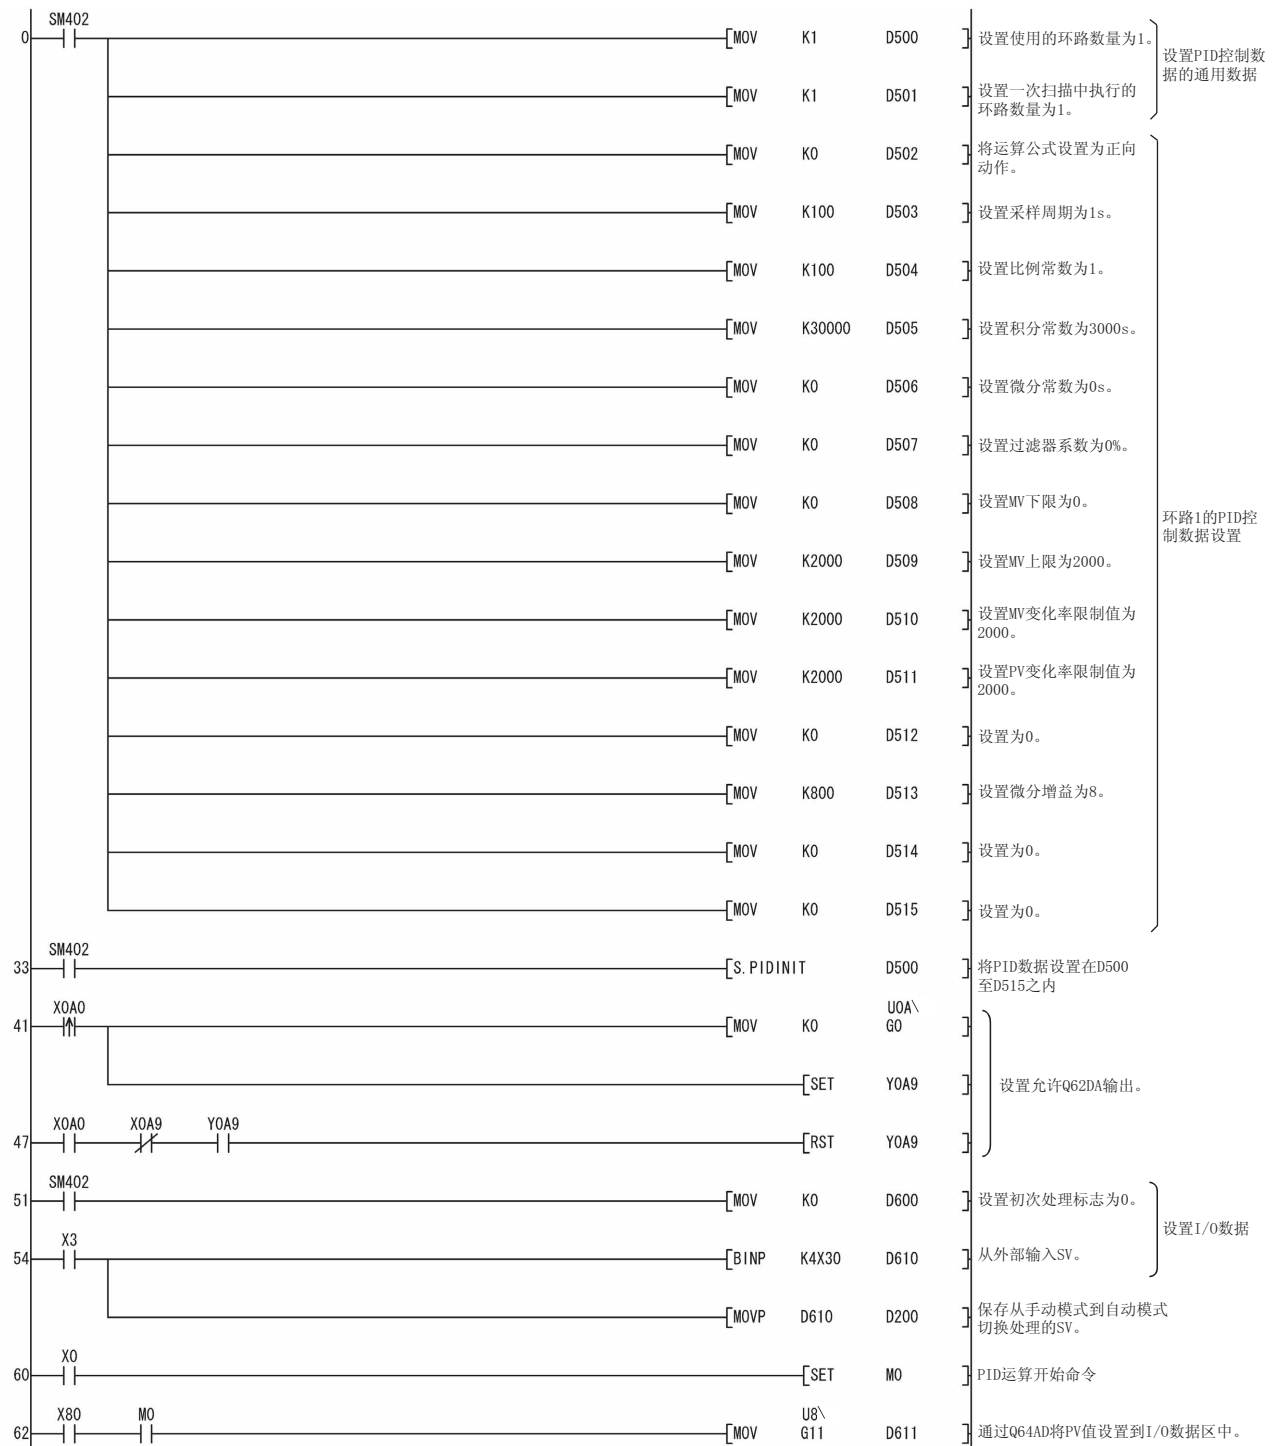 SM402
0 MOV K1 D500 设置使用的环路数量为1。
设置PID控制数
据的通用数据
MOV K1 D501 设置一次扫描中执行的
环路数量为1。
MOV K0 D502 将运算公式设置为正向
动作。
MOV K100 D503 设置采样周期为1s。
MOV K100 D504 设置比例常数为1。
MOV K30000 D505 设置积分常数为3000s。
MOV K0 D506 设置微分常数为0s。
MOV K0 D507 设置过滤器系数为0%。
MOV K0 D508 设置MV下限为0。
环路1的PID控
制数据设置
MOV K2000 D509 设置MV上限为2000。
MOV K2000 D510 设置MV变化率限制值为
2000。
MOV K2000 D511 设置PV变化率限制值为
2000。
MOV K0 D512 设置为0。
MOV K800 D513 设置微分增益为8。
MOV K0 D514 设置为0。
MOV K0 D515 设置为0。
SM402
33 S.PIDINIT D500 将PID数据设置在D500
至D515之内
X0A0 U0A\
41 MOV K0 G0
SET Y0A9 设置允许Q62DA输出。
X0A0 X0A9 Y0A9
47 RST Y0A9
SM402
51 MOV K0 D600 设置初次处理标志为0。
设置I/O数据
X3
54 BINP K4X30 D610 从外部输入SV。
MOVP D610 D200 保存从手动模式到自动模式
切换处理的SV。
X0
60 SET M0 PID运算开始命令
X80 M0 U8\
62 MOV G11 D611 通过Q64AD将PV值设置到I/O数据区中。